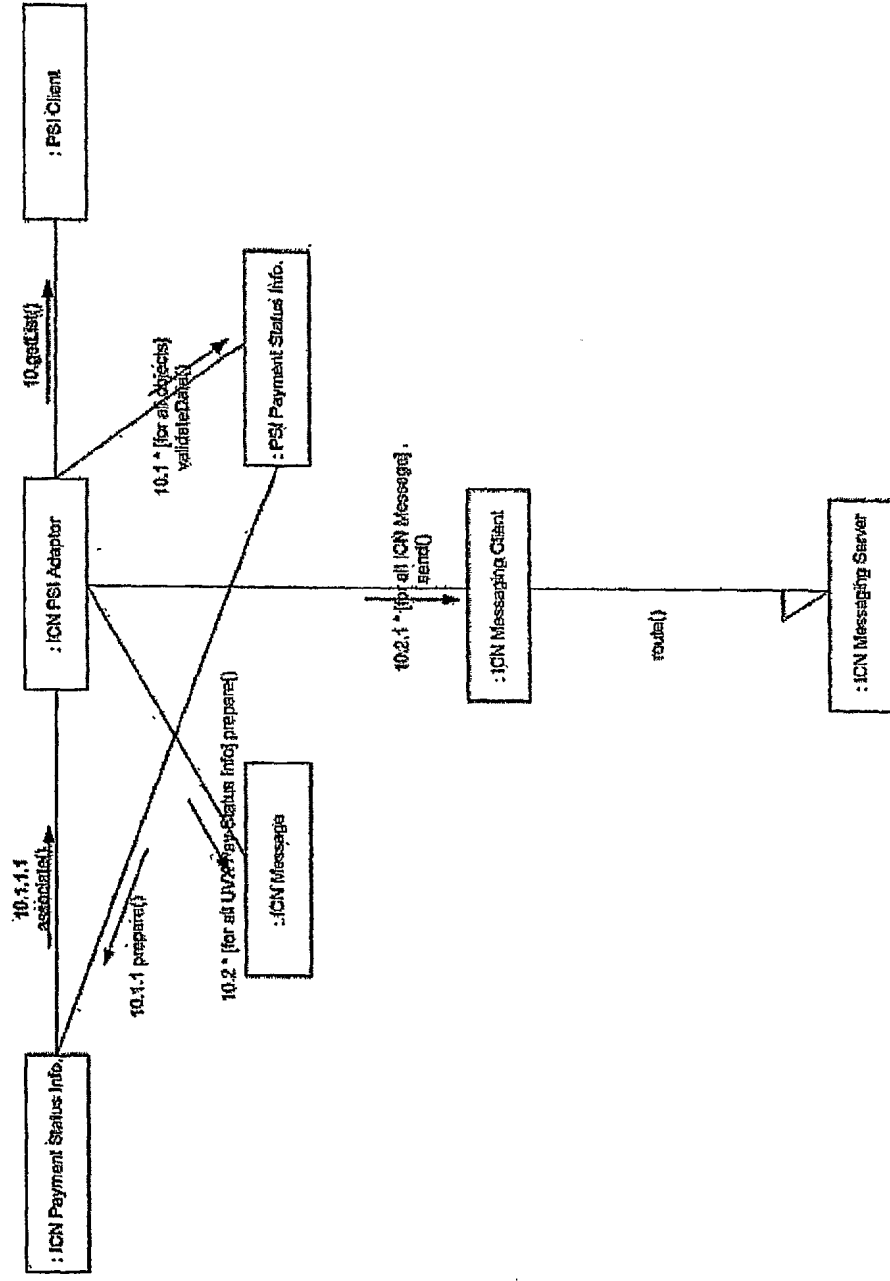 : PSI Client
10.getList()
10.1 * [for all objects]
validateData()
: PSI Payment Status Info.
: ICN PSI Adaptor
10.2.1 * [for all ICN Message] .
send()
: ICN Messaging Client
route()
: ICN Messaging Server
10.1.1.1
associate()
10.1.1 prepare()
10.2 * [for all Status Info] prepare()
: ICN Message
: ICN Payment Status Info.